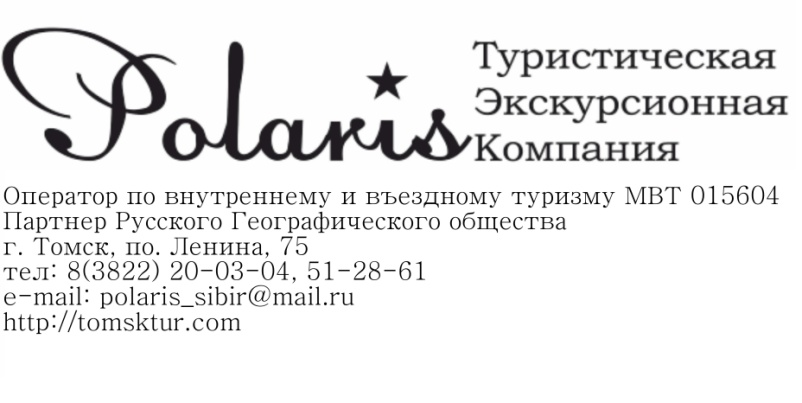 Polaris
Туристическая
Экскурсионная
Компания
Оператор по внутреннему и въездному туризму МВТ 015604
Партнер Русского Географического общества
г. Томск, по. Ленина, 75
тел: 8(3822) 20-03-04, 51-28-61
e-mail: polaris_sibir@mail.ru
http://tomsktur.com